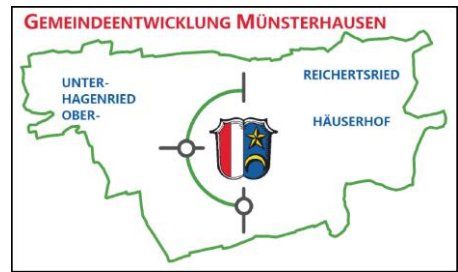 GEMEINDEENTWICKLUNG MÜNSTERHAUSEN
UNTER-
HAGENRIED
OBER-
REICHERTSRIED
HÄUSERHOF